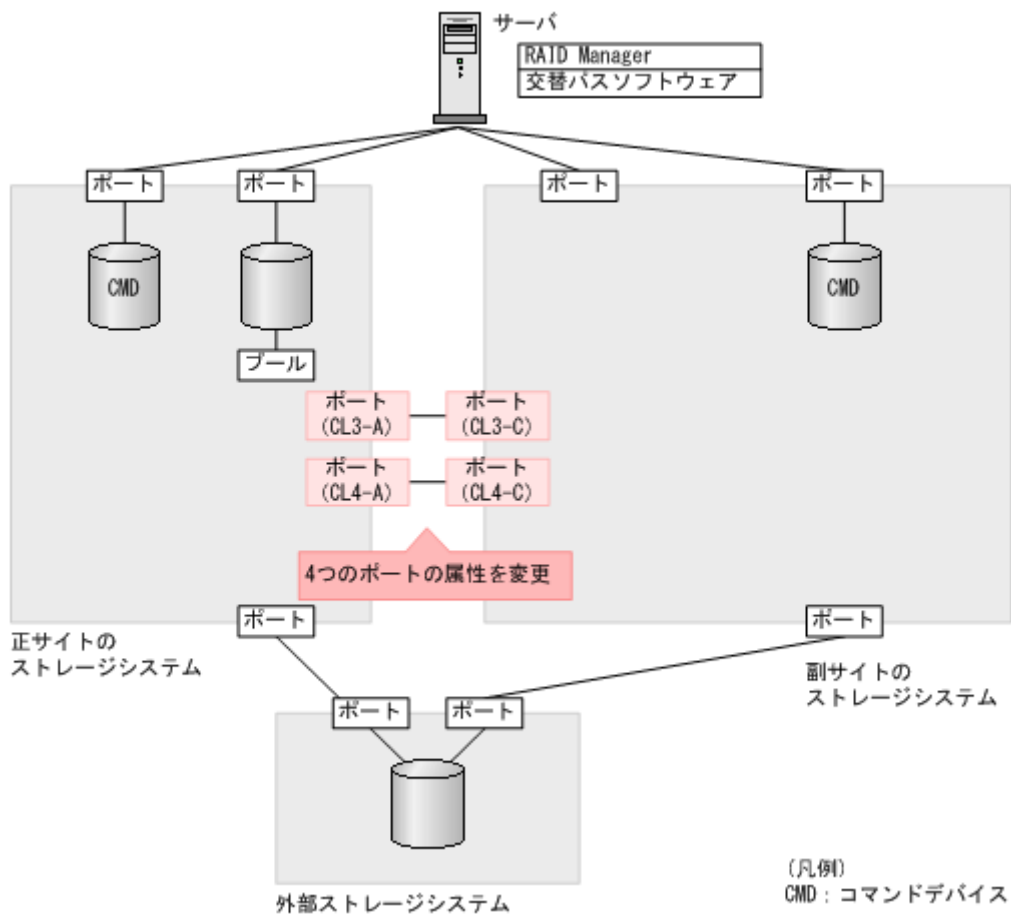 サーバ
RAID Manager
交替パスソフトウェア
ポート
ポート
ポート
ポート
CMD
CMD
プール
ポート
(CL3-A)
ポート
(CL3-C)
ポート
(CL4-A)
ポート
(CL4-C)
4つのポートの属性を変更
ポート
ポート
正サイトの
ストレージシステム
副サイトの
ストレージシステム
ポート
ポート
外部ストレージシステム
(凡例)
CMD：コマンドデバイス